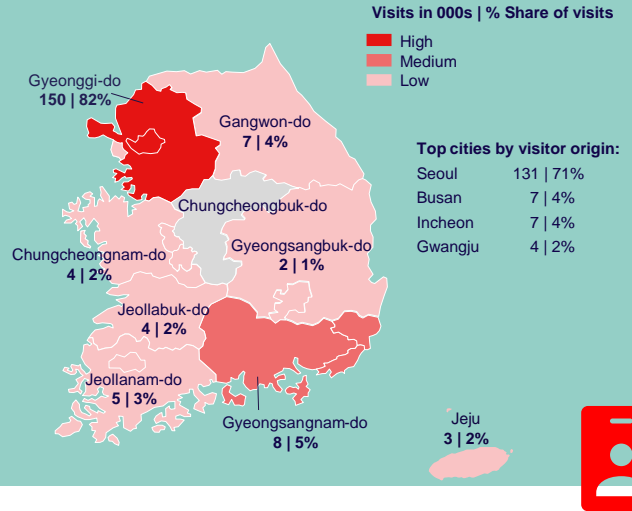 Visits in 000s | % Share of visits
High
Medium
Low
Gyeonggi-do
150 | 82%
Gangwon-do
7 | 4%
Top cities by visitor origin:
Seoul 131 | 71%
Busan 7 | 4%
Incheon 7 | 4%
Gwangju 4 | 2%
Chungcheongbuk-do
Chungcheongnam-do
4 | 2%
Gyeongsangbuk-do
2 | 1%
Jeollabuk-do
4 | 2%
Jeollanam-do
5 | 3%
Gyeongsangnam-do
8 | 5%
Jeju
3 | 2%